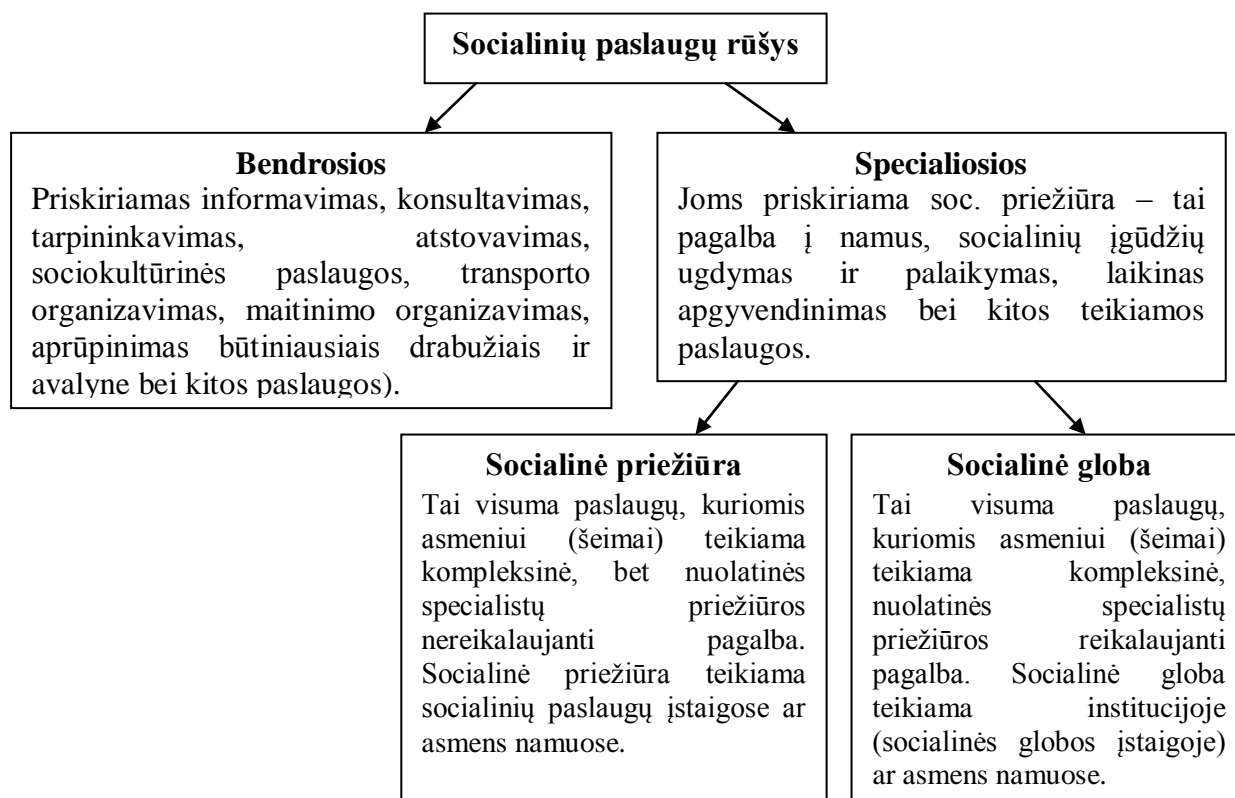 Socialinių paslaugų rūšys
Bendrosios
Priskiriamas informavimas, konsultavimas,
tarpininkavimas, atstovavimas,
sociokultūrinės paslaugos, transporto
organizavimas, maitinimo organizavimas,
aprūpinimas būtiniausiais drabužiais ir
avalyne bei kitos paslaugos).
Specialiosios
Joms priskiriama soc. priežiūra – tai
pagalba į namus, socialinių įgūdžių
ugdymas ir palaikymas, laikinas
apgyvendinimas bei kitos teikiamos
paslaugos.
Socialinė priežiūra
Tai visuma paslaugų, kuriomis
asmeniui (šeimai) teikiama
kompleksinė, bet nuolatinės
specialistų priežiūros
nereikalaujanti pagalba.
Socialinė priežiūra teikiama
socialinių paslaugų įstaigose ar
asmens namuose.
Socialinė globa
Tai visuma paslaugų,
kuriomis asmeniui (šeimai)
teikiama kompleksinė,
nuolatinės specialistų
priežiūros reikalaujanti
pagalba. Socialinė globa
teikiama institucijoje
(socialinės globos įstaigoje)
ar asmens namuose.